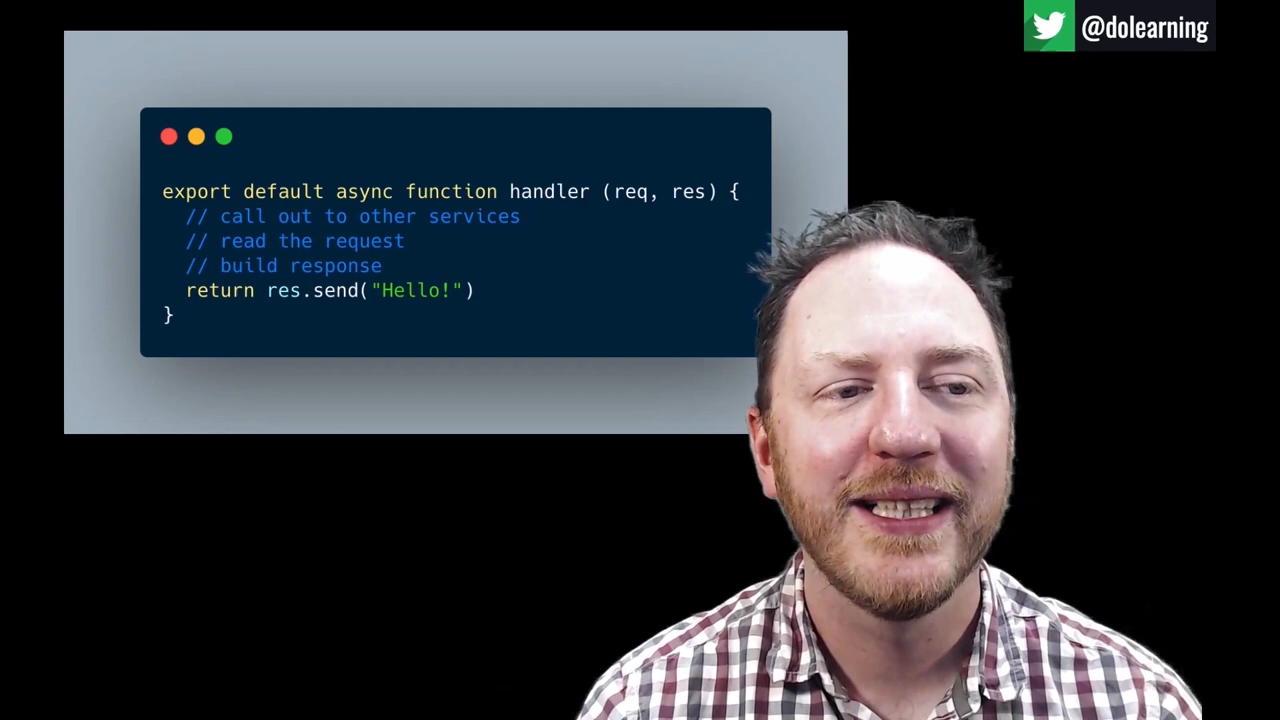 @dolearning
export default async function handler (req, res) {
  // call out to other services
  // read the request
  // build response
  return res.send("Hello!")
}